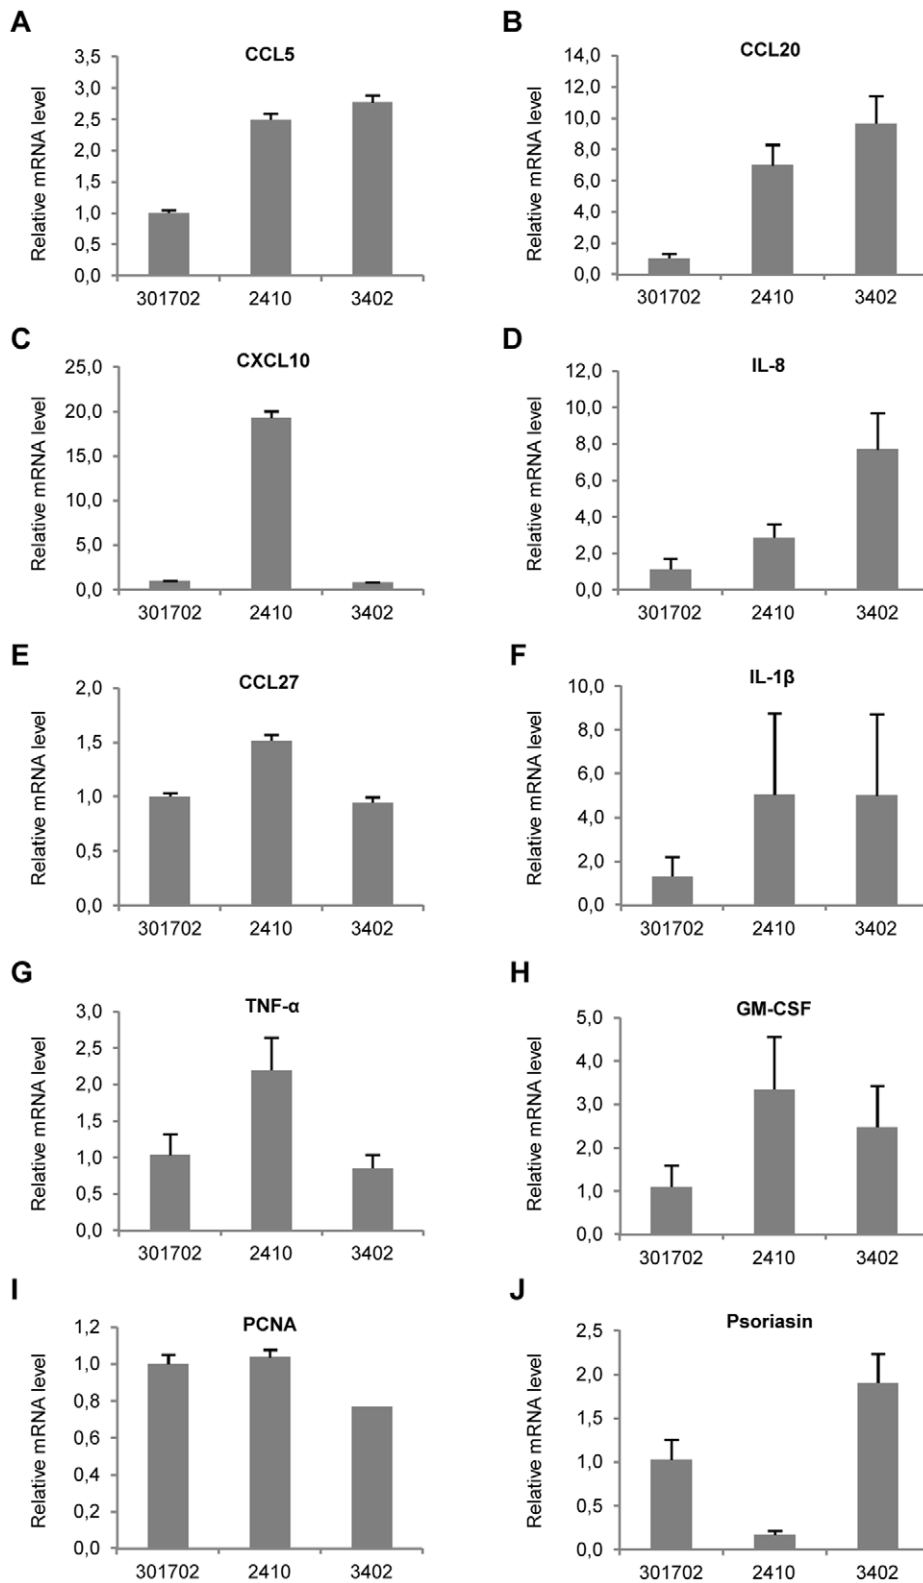 A
CCL5
Relative mRNA level
3,5
3,0
2,5
2,0
1,5
1,0
0,5
0,0
301702 2410 3402
B
CCL20
Relative mRNA level
14,0
12,0
10,0
8,0
6,0
4,0
2,0
0,0
301702 2410 3402
C
CXCL10
Relative mRNA level
25,0
20,0
15,0
10,0
5,0
0,0
301702 2410 3402
D
IL-8
Relative mRNA level
12,0
10,0
8,0
6,0
4,0
2,0
0,0
301702 2410 3402
E
CCL27
Relative mRNA level
2,0
1,5
1,0
0,5
0,0
301702 2410 3402
F
IL-1β
Relative mRNA level
10,0
8,0
6,0
4,0
2,0
0,0
301702 2410 3402
G
TNF-α
Relative mRNA level
3,0
2,5
2,0
1,5
1,0
0,5
0,0
301702 2410 3402
H
GM-CSF
Relative mRNA level
5,0
4,0
3,0
2,0
1,0
0,0
301702 2410 3402
I
PCNA
Relative mRNA level
1,2
1,0
0,8
0,6
0,4
0,2
0,0
301702 2410 3402
J
Psoriasin
Relative mRNA level
2,5
2,0
1,5
1,0
0,5
0,0
301702 2410 3402